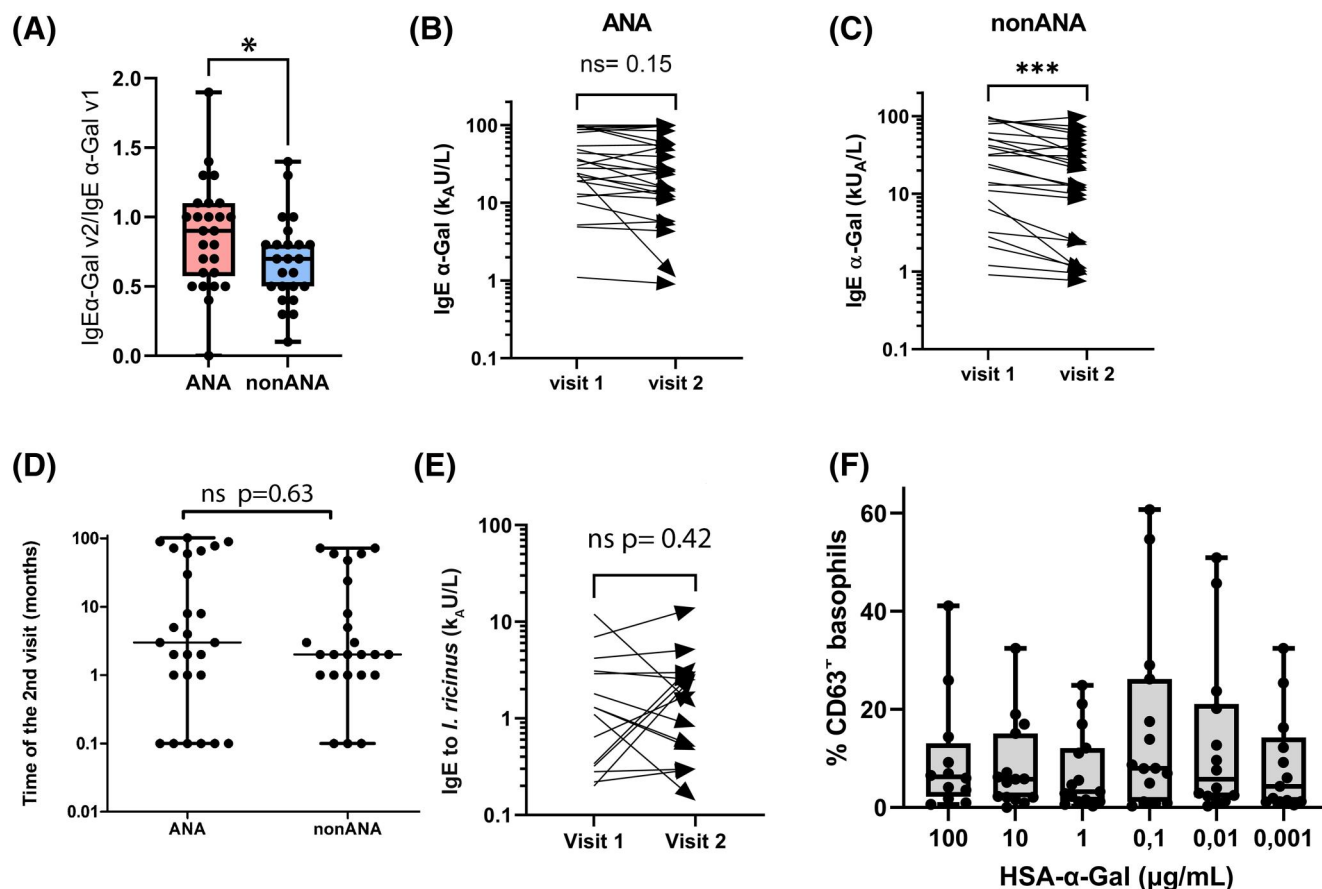 (A)
*
IgEα-Gal v2/IgE α-Gal v1
2.0
1.5
1.0
0.5
0.0
ANA nonANA
(B)
ANA
ns= 0.15
IgE α-Gal (kAU/L)
100
10
1
0.1
visit 1 visit 2
(C)
nonANA
***
IgE α-Gal (kUA/L)
100
10
1
0.1
visit 1 visit 2
(D)
ns p=0.63
Time of the 2nd visit (months)
100
10
1
0.1
0.01
ANA nonANA
(E)
ns p= 0.42
IgE to I. ricinus (kAU/L)
100
10
1
0.1
Visit 1 Visit 2
(F)
% CD63⁺ basophils
60
40
20
0
100 10 1 0,1 0,01 0,001
HSA-α-Gal (µg/mL)